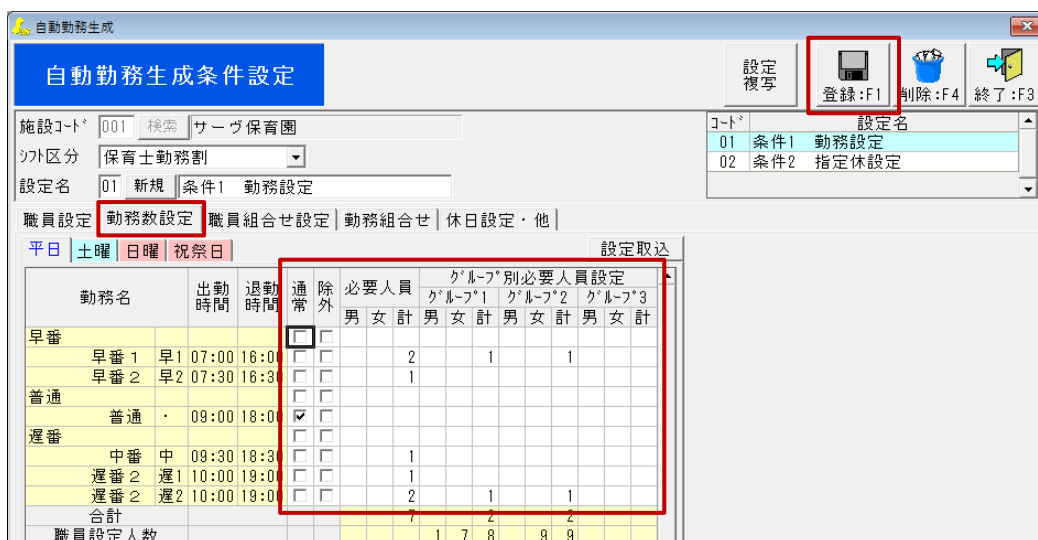 自動勤務生成
自動勤務生成条件設定
設定複写
登録:F1
削除:F4
終了:F3
施設コード 001 検索 サーヴ保育園
シフト区分 保育士勤務割
設定名 01 新規 条件1 勤務設定
コード 設定名
01 条件1 勤務設定
02 条件2 指定休設定
職員設定 勤務数設定 職員組合せ設定 勤務組合せ 休日設定・他
平日 土曜 日曜 祝祭日 設定取込
勤務名 出勤時間 退勤時間 通常 除外 必要人員 グループ別必要人員設定
グループ1 グループ2 グループ3
男 女 計 男 女 計 男 女 計 男 女 計
早番
早番1 早1 07:00 16:00 2 1 1
早番2 早2 07:30 16:30 1
普通
普通 ・ 09:00 18:00
遅番
中番 中 09:30 18:30 1
遅番2 遅1 10:00 19:00 1
遅番2 遅2 10:00 19:00 2 1 1
合計 7 2 2
職員設定人数 1 7 8 9 9